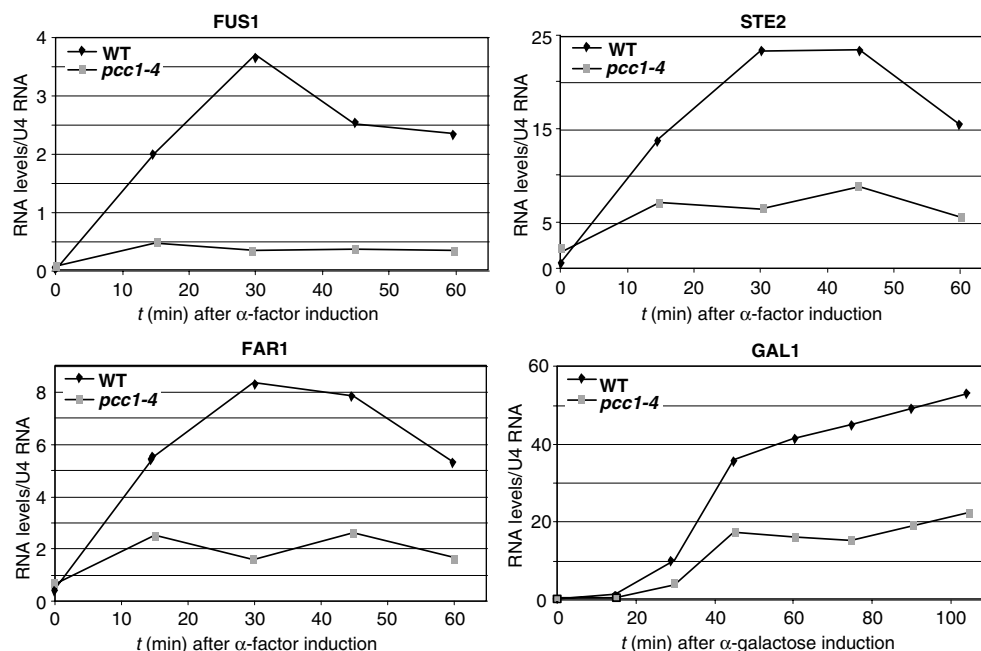 FUS1
RNA levels/U4 RNA
4
3
2
1
0
WT
pcc1-4
0 10 20 30 40 50 60
t (min) after α-factor induction
STE2
RNA levels/U4 RNA
25
15
5
0
WT
pcc1-4
0 10 20 30 40 50 60
t (min) after α-factor induction
FAR1
RNA levels/U4 RNA
8
6
4
2
0
WT
pcc1-4
0 10 20 30 40 50 60
t (min) after α-factor induction
GAL1
RNA levels/U4 RNA
60
40
20
0
WT
pcc1-4
0 20 40 60 80 100
t (min) after α-galactose induction